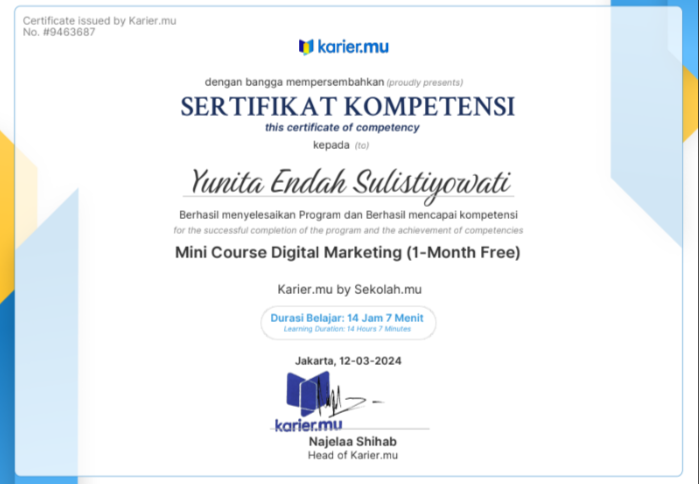 Certificate issued by Karier.mu
No. #9463687
karier.mu
dengan bangga mempersembahkan (proudly presents)
SERTIFIKAT KOMPETENSI
this certificate of competency
kepada (to)
Yunita Endah Sulistiyowati
Berhasil menyelesaikan Program dan Berhasil mencapai kompetensi
for the successful completion of the program and the achievement of competencies
Mini Course Digital Marketing (1-Month Free)
Karier.mu by Sekolah.mu
Durasi Belajar: 14 Jam 7 Menit
Learning Duration: 14 Hours 7 Minutes
Jakarta, 12-03-2024
karier.mu
Najelaa Shihab
Head of Karier.mu